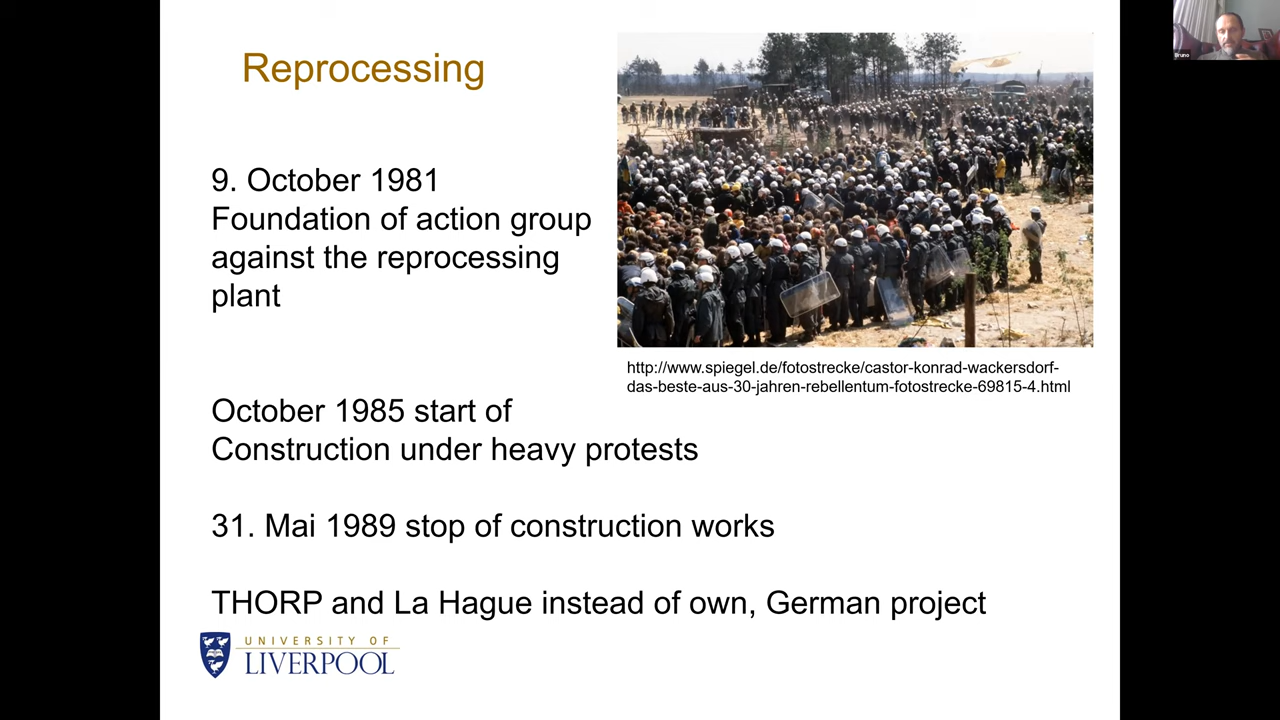 Reprocessing
9. October 1981
Foundation of action group
against the reprocessing
plant
http://www.spiegel.de/fotostrecke/castor-konrad-wackersdorf-
das-beste-aus-30-jahren-rebellentum-fotostrecke-69815-4.html
October 1985 start of
Construction under heavy protests
31. Mai 1989 stop of construction works
THORP and La Hague instead of own, German project
UNIVERSITY OF
LIVERPOOL
Bruno